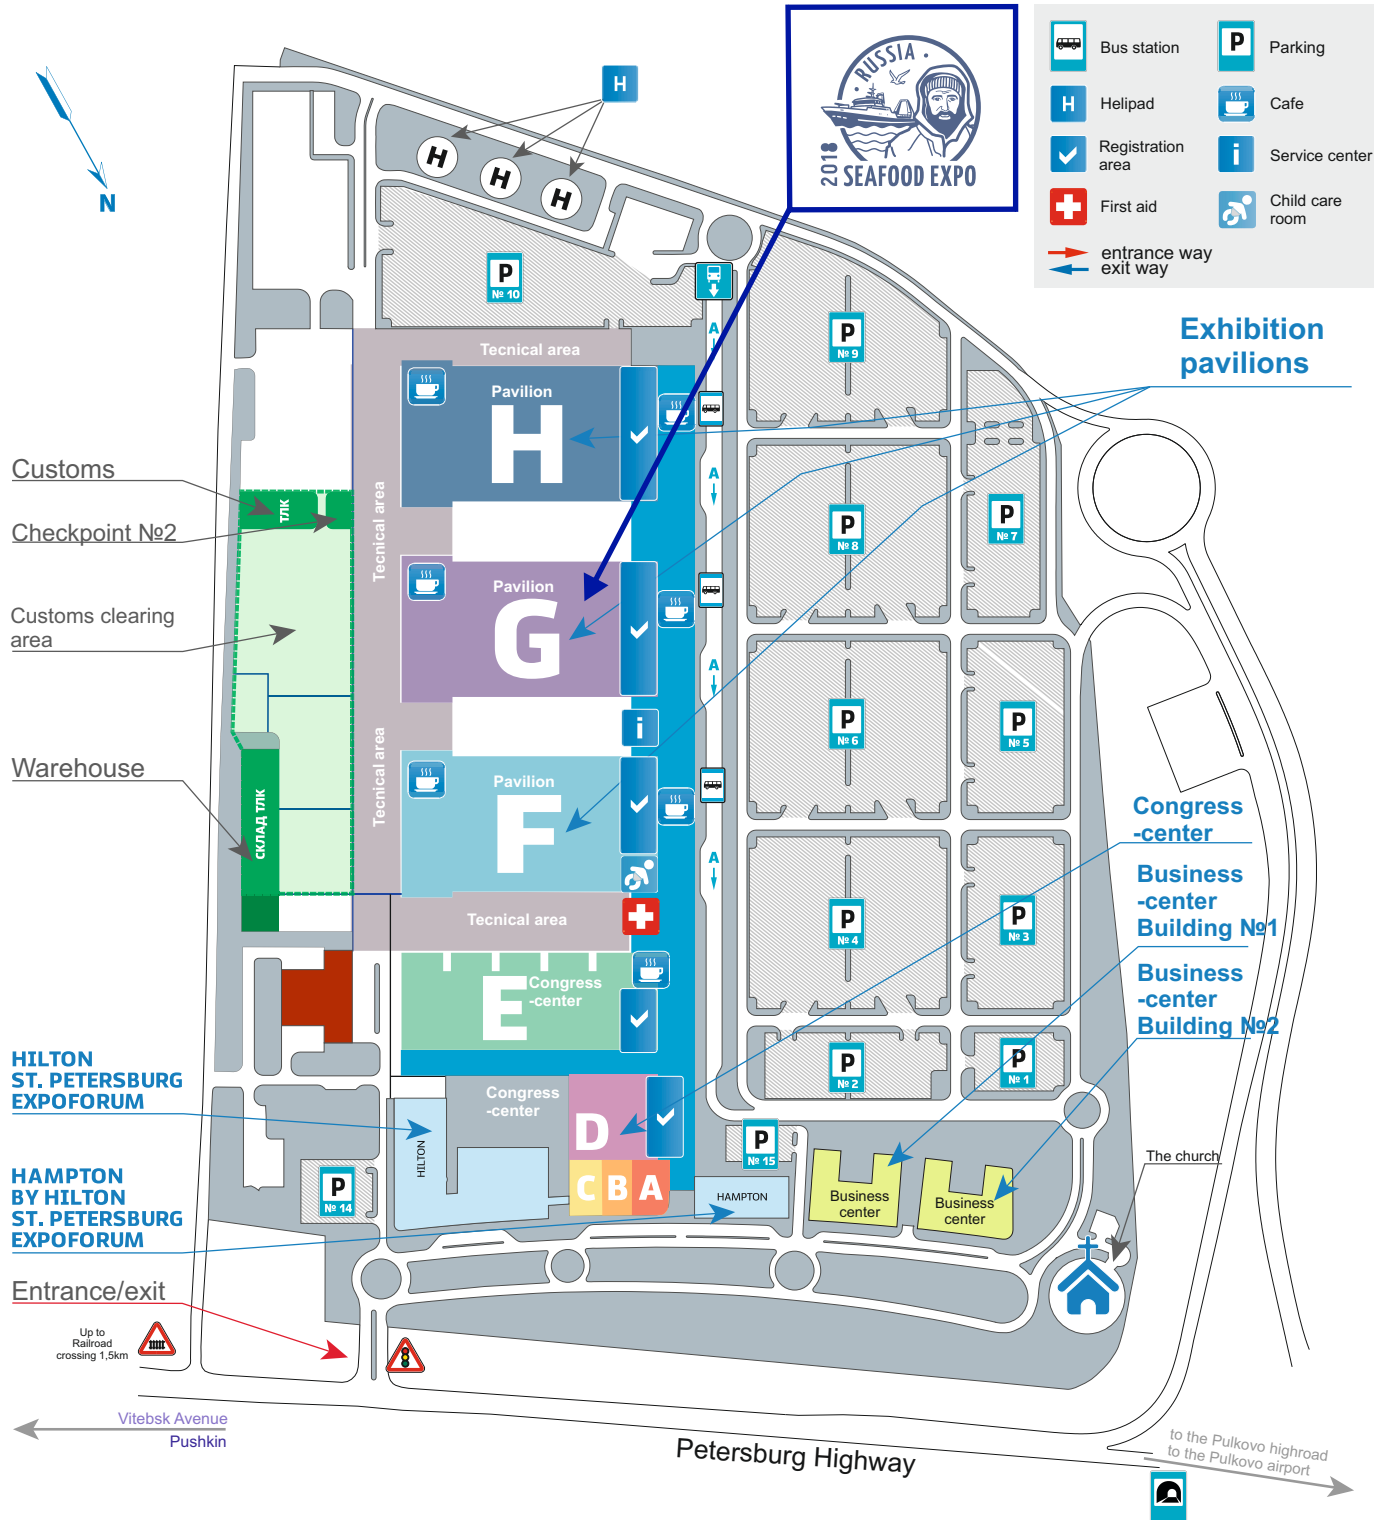 RUSSIA
2018
SEAFOOD EXPO
Bus station
P
Parking
H
Helipad
Cafe
Registration
area
i
Service center
First aid
Child care
room
entrance way
exit way
N
H
H
H
H
P
№ 10
A
P
№ 9
Exhibition
pavilions
Tecnical area
Pavilion
H
Customs
ТЛК
Checkpoint №2
Tecnical area
A
P
№ 8
P
№ 7
Customs clearing
area
Pavilion
G
A
i
P
№ 6
P
№ 5
Warehouse
СКЛАД ТЛК
Tecnical area
Pavilion
F
A
Congress
-center
Business
-center
Building №1
Business
-center
Building №2
Tecnical area
P
№ 4
P
№ 3
E
Congress
-center
P
№ 2
P
№ 1
HILTON
ST. PETERSBURG
EXPOFORUM
Congress
-center
D
HILTON
P
№ 15
The church
HAMPTON
BY HILTON
ST. PETERSBURG
EXPOFORUM
P
№ 14
C
B
A
HAMPTON
Business
center
Business
center
Entrance/exit
Up to
Railroad
crossing 1,5km
Vitebsk Avenue
Pushkin
Petersburg Highway
to the Pulkovo highroad
to the Pulkovo airport